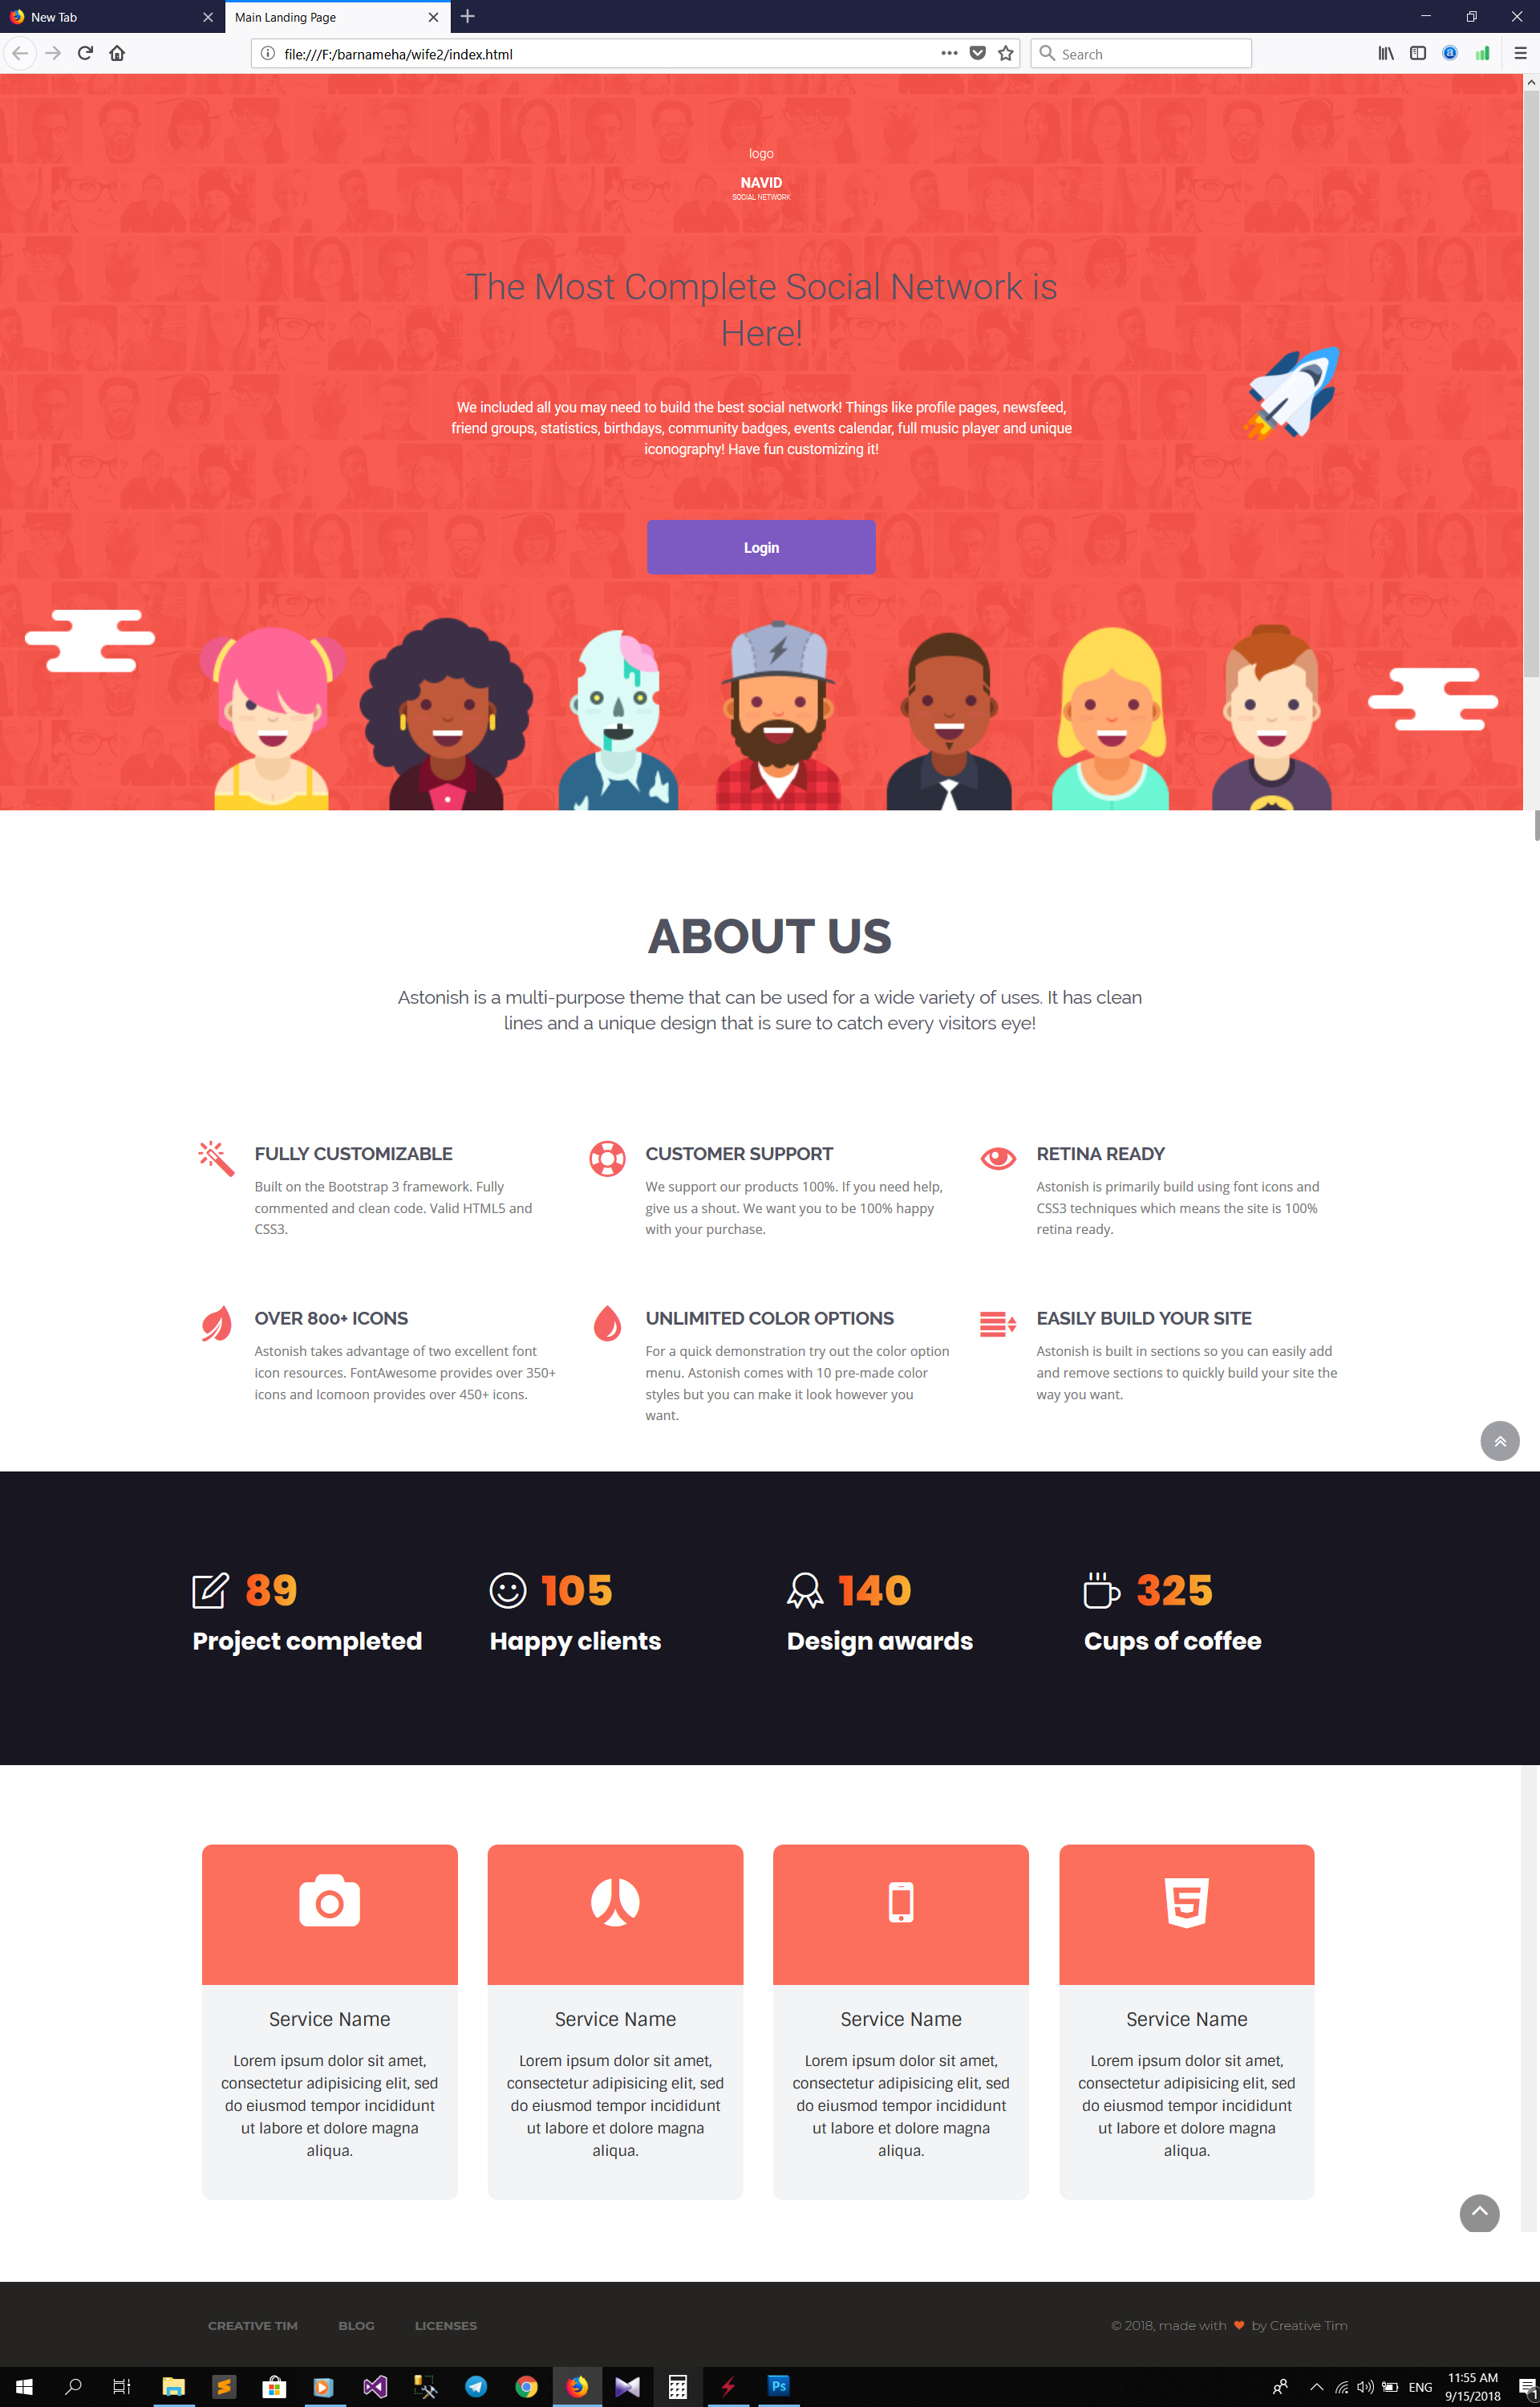 New Tab
Main Landing Page
file:///F:/barnameha/wife2/index.html
Search
logo
NAVID
SOCIAL NETWORK
The Most Complete Social Network is
Here!
We included all you may need to build the best social network! Things like profile pages, newsfeed,
friend groups, statistics, birthdays, community badges, events calendar, full music player and unique
iconography! Have fun customizing it!
Login
ABOUT US
Astonish is a multi-purpose theme that can be used for a wide variety of uses. It has clean
lines and a unique design that is sure to catch every visitors eye!
FULLY CUSTOMIZABLE
Built on the Bootstrap 3 framework. Fully
commented and clean code. Valid HTML5 and
CSS3.
CUSTOMER SUPPORT
We support our products 100%. If you need help,
give us a shout. We want you to be 100% happy
with your purchase.
RETINA READY
Astonish is primarily build using font icons and
CSS3 techniques which means the site is 100%
retina ready.
OVER 800+ ICONS
Astonish takes advantage of two excellent font
icon resources. FontAwesome provides over 350+
icons and Icomoon provides over 450+ icons.
UNLIMITED COLOR OPTIONS
For a quick demonstration try out the color option
menu. Astonish comes with 10 pre-made color
styles but you can make it look however you
want.
EASILY BUILD YOUR SITE
Astonish is built in sections so you can easily add
and remove sections to quickly build your site the
way you want.
89
Project completed
105
Happy clients
140
Design awards
325
Cups of coffee
5
Service Name
Lorem ipsum dolor sit amet,
consectetur adipisicing elit, sed
do eiusmod tempor incididunt
ut labore et dolore magna
aliqua.
Service Name
Lorem ipsum dolor sit amet,
consectetur adipisicing elit, sed
do eiusmod tempor incididunt
ut labore et dolore magna
aliqua.
Service Name
Lorem ipsum dolor sit amet,
consectetur adipisicing elit, sed
do eiusmod tempor incididunt
ut labore et dolore magna
aliqua.
Service Name
Lorem ipsum dolor sit amet,
consectetur adipisicing elit, sed
do eiusmod tempor incididunt
ut labore et dolore magna
aliqua.
CREATIVE TIM BLOG LICENSES
© 2018, made with ❤ by Creative Tim
Ps
ENG
11:55 AM
9/15/2018
1